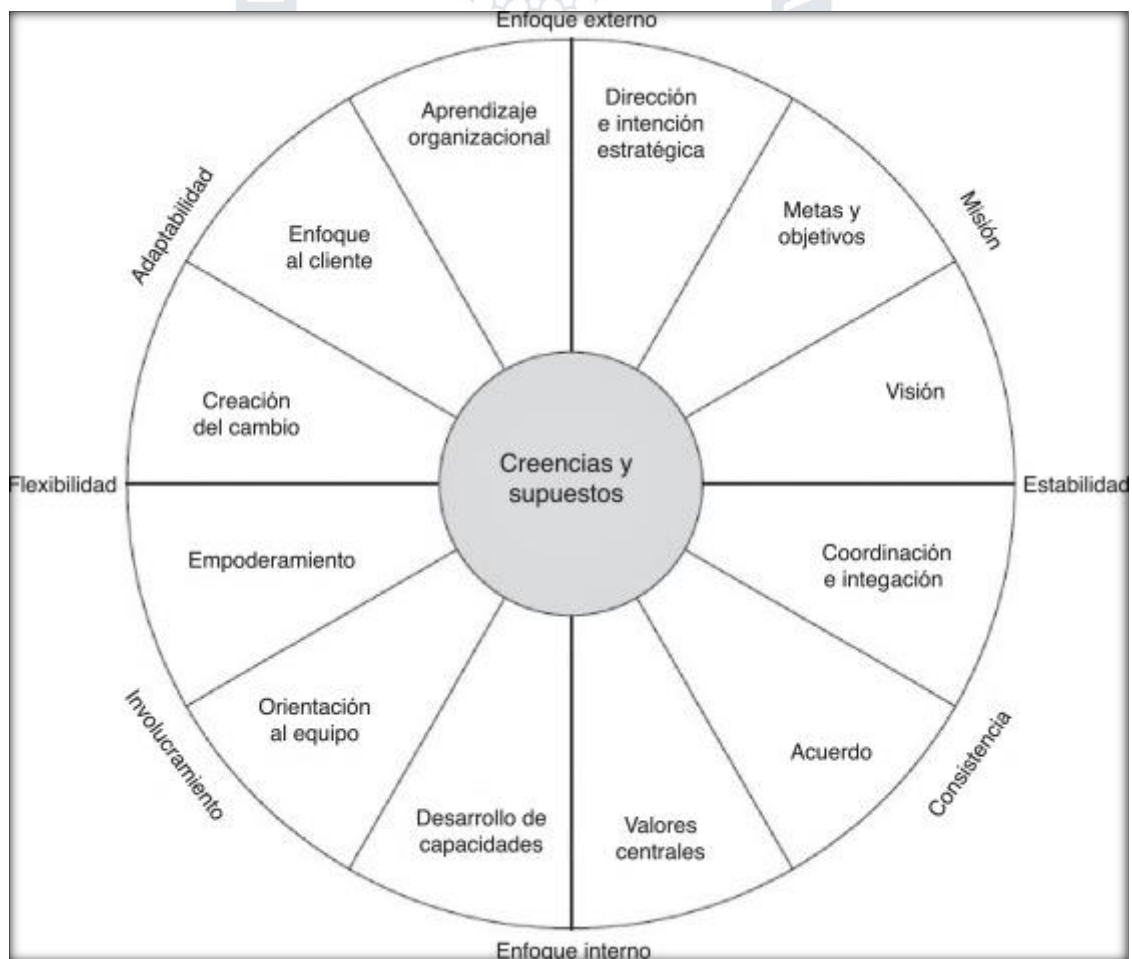 Enfoque externo
Aprendizaje
organizacional
Dirección
e intención
estratégica
Adaptabilidad
Enfoque
al cliente
Metas y
objetivos
Misión
Creación
del cambio
Visión
Flexibilidad
Creencias y
supuestos
Estabilidad
Empoderamiento
Coordinación
e integación
Involucramiento
Orientación
al equipo
Acuerdo
Consistencia
Desarrollo de
capacidades
Valores
centrales
Enfoque interno